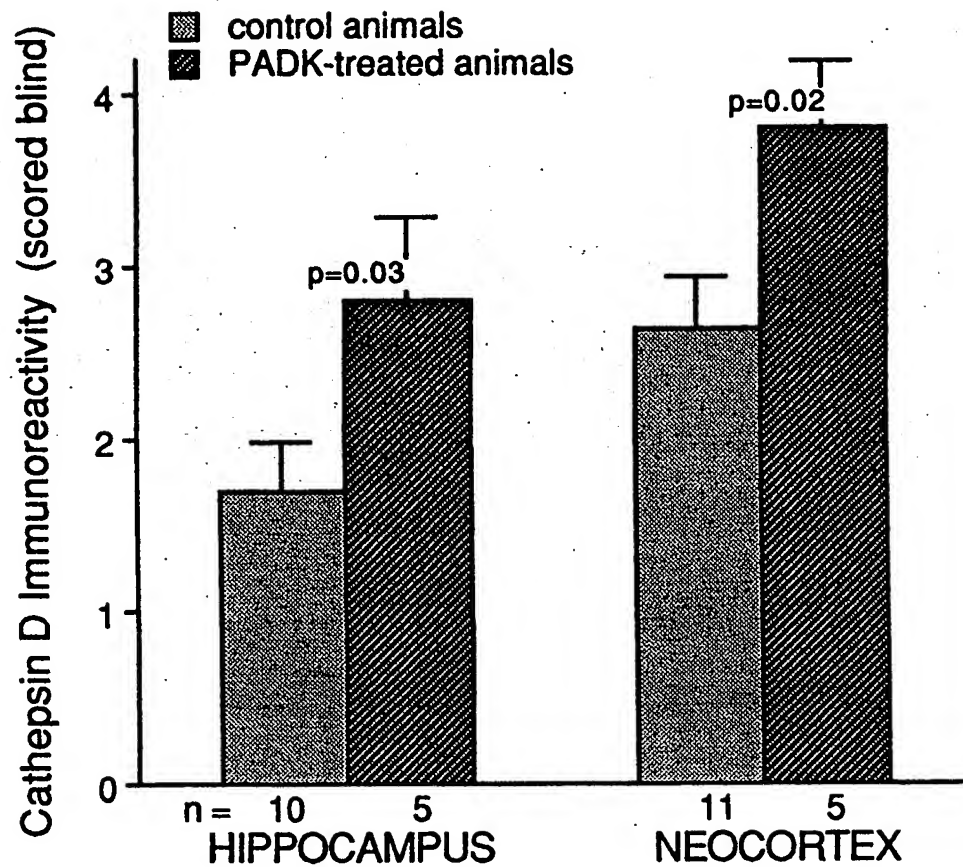 control animals
PADK-treated animals
Cathepsin D Immunoreactivity (scored blind)
4
3
2
1
0
p=0.03
p=0.02
n = 10 5 11 5
HIPPOCAMPUS NEOCORTEX